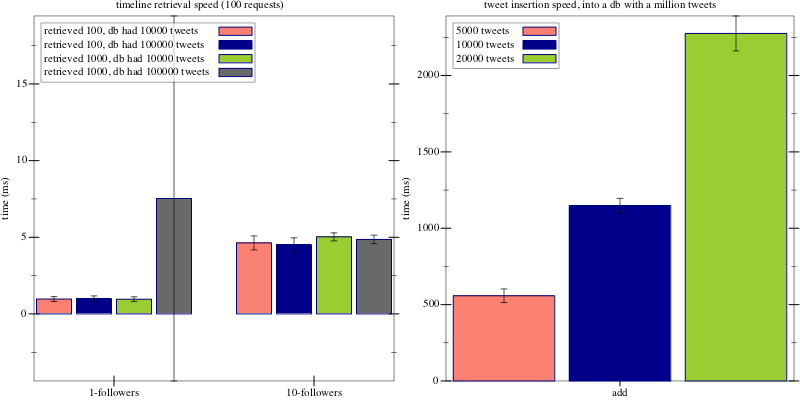 timeline retrieval speed (100 requests)
retrieved 100, db had 10000 tweets
retrieved 100, db had 100000 tweets
retrieved 1000, db had 10000 tweets
retrieved 1000, db had 100000 tweets
time (ms)
15
10
5
0
1-followers
10-followers
tweet insertion speed, into a db with a million tweets
5000 tweets
10000 tweets
20000 tweets
time (ms)
2000
1500
1000
500
0
add